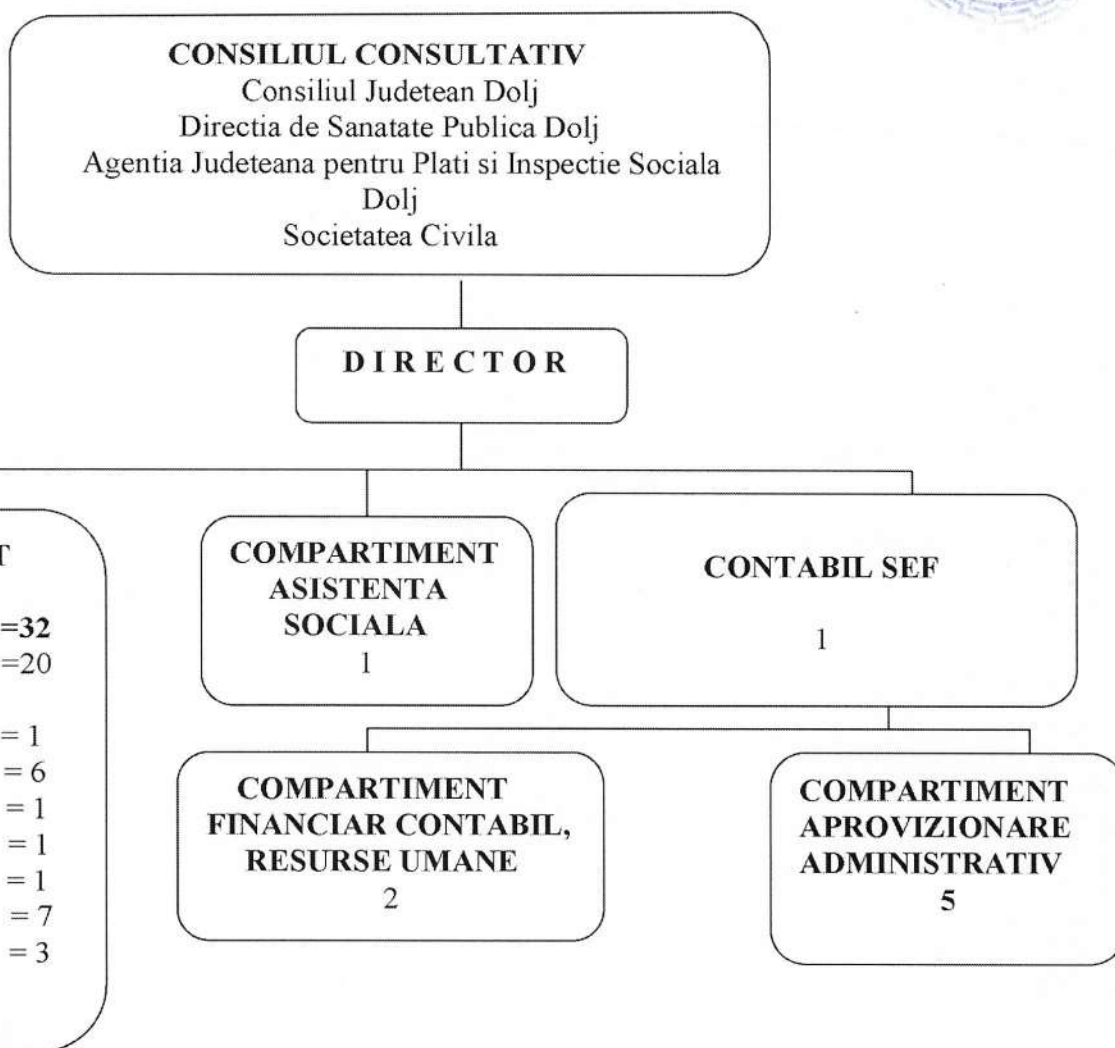 CONSILIUL CONSULTATIV
Consiliul Judetean Dolj
Directia de Sanatate Publica Dolj
Agentia Judeteana pentru Plati si Inspectie Sociala
Dolj
Societatea Civila
D I R E C T O R
T
=32
=20
= 1
= 6
= 1
= 1
= 1
= 7
= 3
COMPARTIMENT
ASISTENTA
SOCIALA
1
CONTABIL SEF
1
COMPARTIMENT
FINANCIAR CONTABIL,
RESURSE UMANE
2
COMPARTIMENT
APROVIZIONARE
ADMINISTRATIV
5